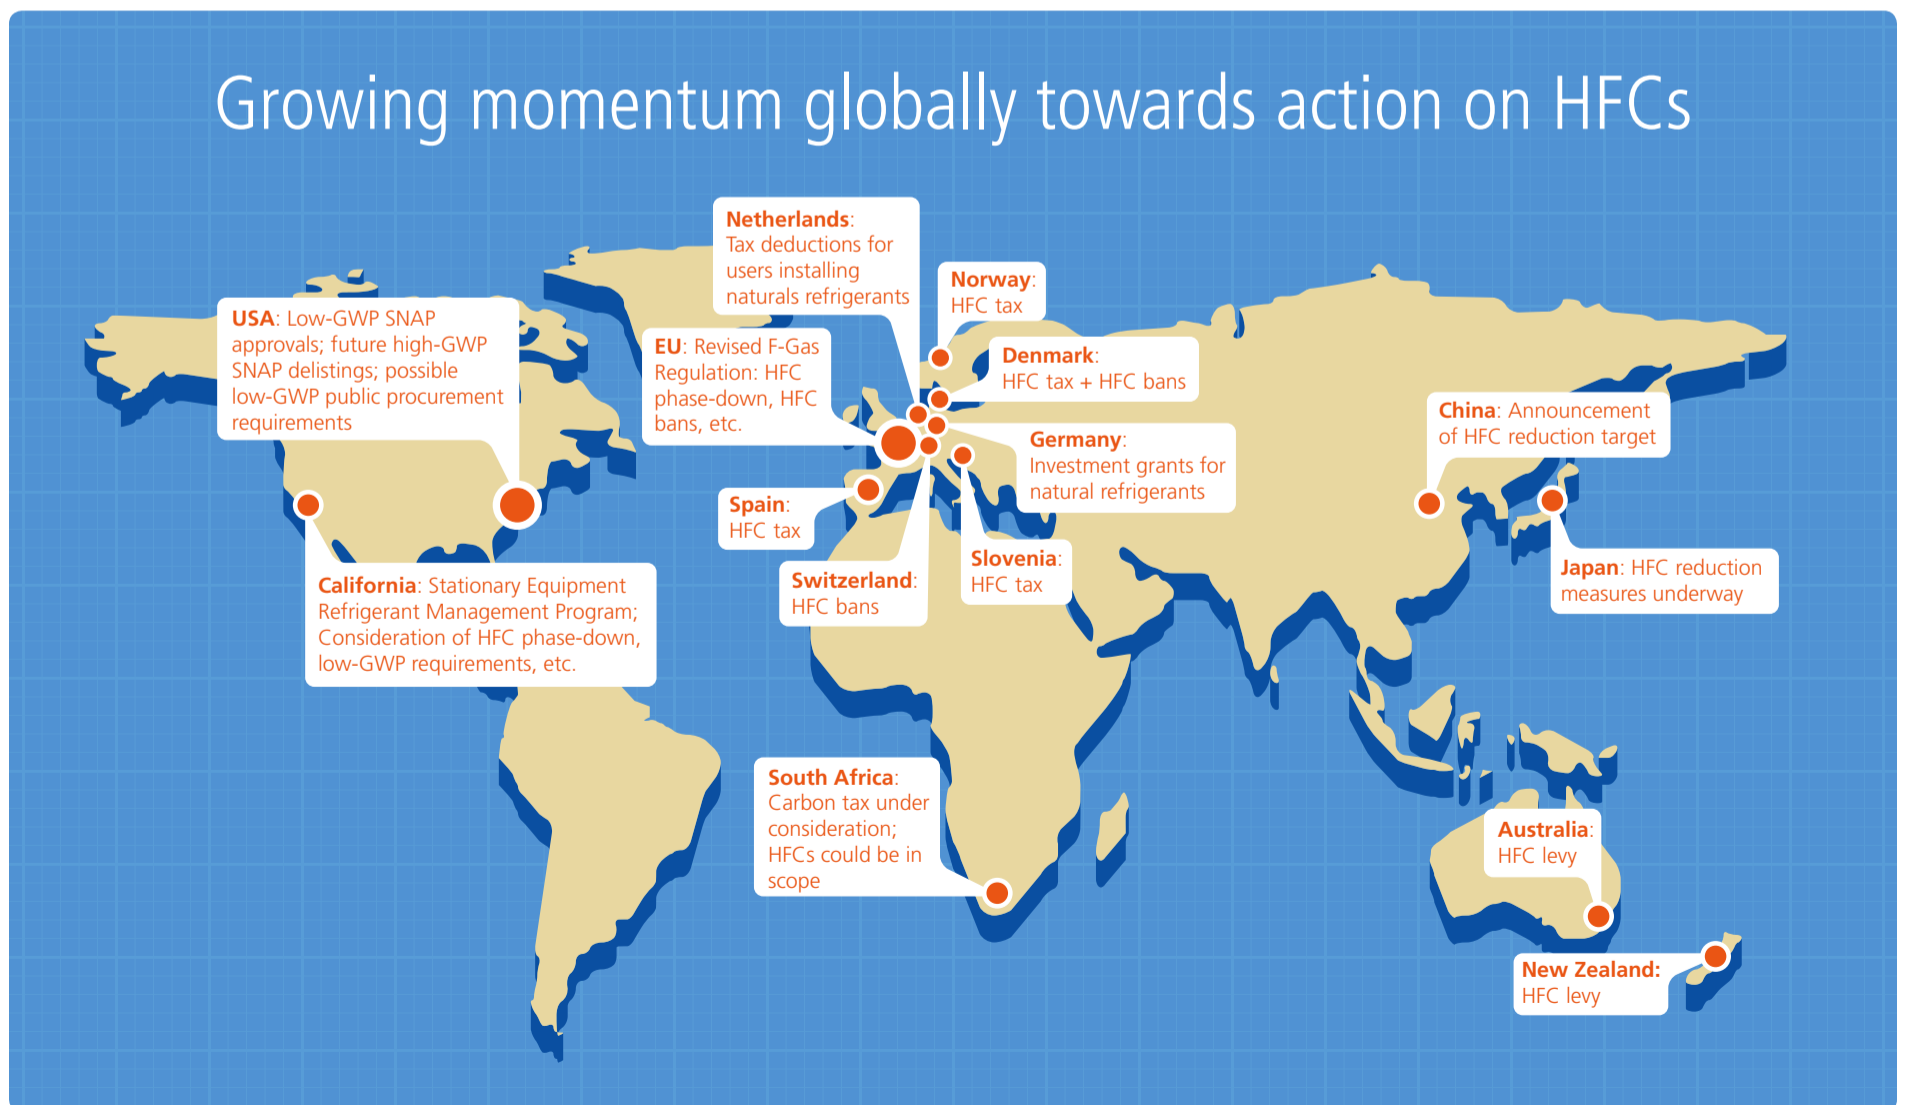 Growing momentum globally towards action on HFCs
Netherlands:
Tax deductions for
users installing
naturals refrigerants
Norway:
HFC tax
USA: Low-GWP SNAP
approvals; future high-GWP
SNAP delistings; possible
low-GWP public procurement
requirements
EU: Revised F-Gas
Regulation: HFC
phase-down, HFC
bans, etc.
Denmark:
HFC tax + HFC bans
China: Announcement
of HFC reduction target
Germany:
Investment grants for
natural refrigerants
Spain:
HFC tax
Slovenia:
HFC tax
Switzerland:
HFC bans
Japan: HFC reduction
measures underway
California: Stationary Equipment
Refrigerant Management Program;
Consideration of HFC phase-down,
low-GWP requirements, etc.
South Africa:
Carbon tax under
consideration;
HFCs could be in
scope
Australia:
HFC levy
New Zealand:
HFC levy